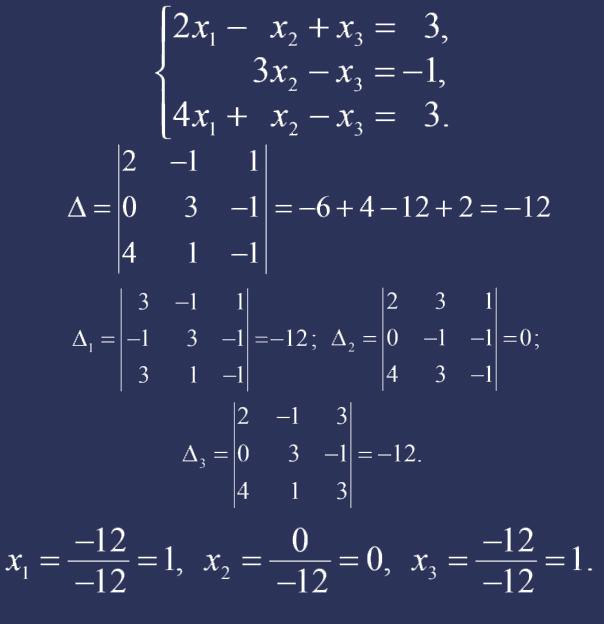 2x₁ − x₂ + x₃ = 3,
3x₂ − x₃ = −1,
4x₁ + x₂ − x₃ = 3.
2 −1 1
Δ = 0 3 −1 = −6 + 4 − 12 + 2 = −12
4 1 −1
3 −1 1 2 3 1
Δ₁ = −1 3 −1 = −12; Δ₂ = 0 −1 −1 = 0;
3 1 −1 4 3 −1
2 −1 3
Δ₃ = 0 3 −1 = −12.
4 1 3
x₁ = −12/−12 = 1, x₂ = 0/−12 = 0, x₃ = −12/−12 = 1.